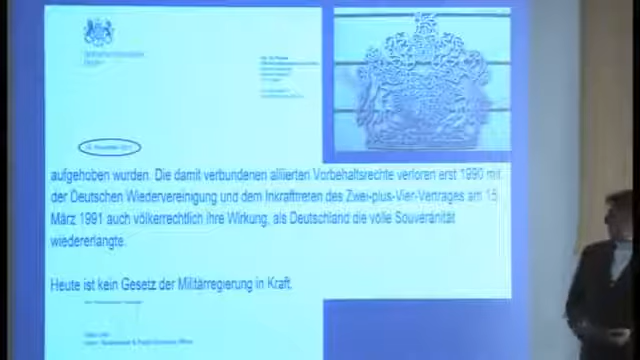 aufgehoben wurden. Die damit verbundenen alliierten Vorbehaltsrechte verloren erst 1990 mit
der Deutschen Wiedervereinigung und dem Inkrafttreten des Zwei-plus-Vier-Vertrages am 15.
März 1991 auch völkerrechtlich ihre Wirkung, als Deutschland die volle Souveränität
wiedererlangte.
Heute ist kein Gesetz der Militärregierung in Kraft.